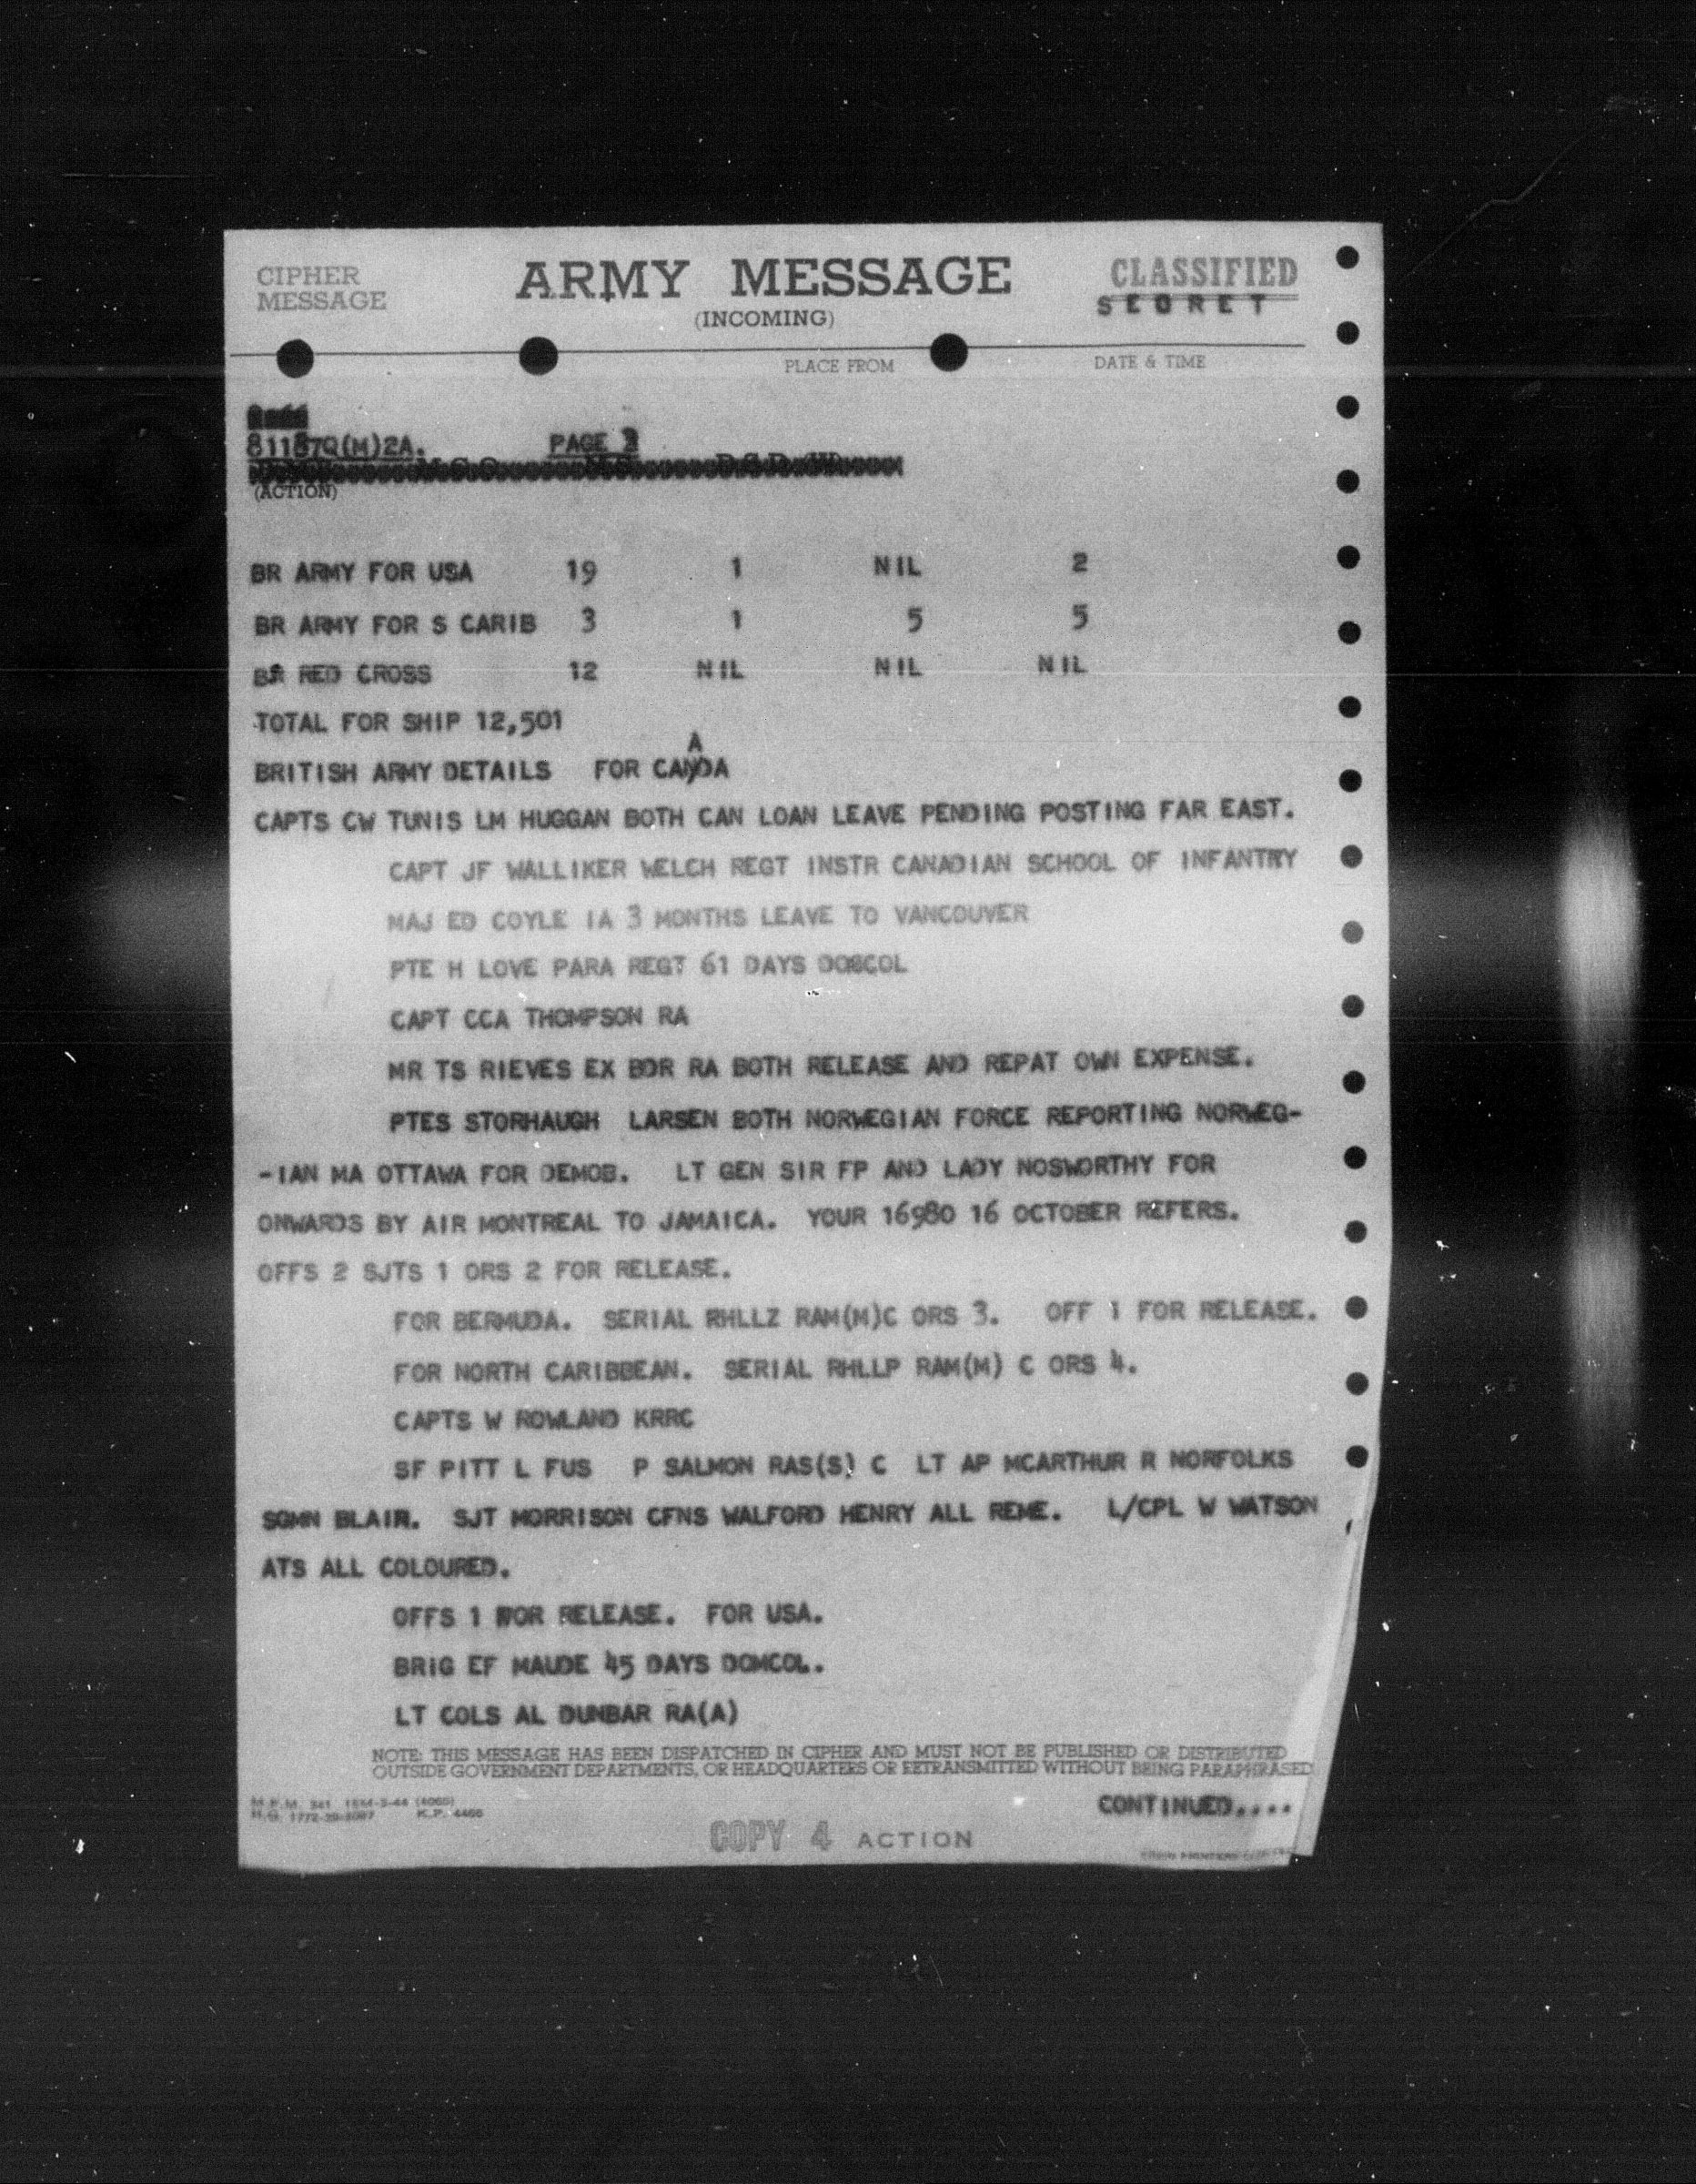 CIPHER
MESSAGE
ARMY MESSAGE
(INCOMING)
CLASSIFIED
SECRET
PLACE FROM
DATE & TIME
81187Q(M)2A. PAGE 3
(ACTION)
BR ARMY FOR USA 19 1 NIL 2
BR ARMY FOR S CARIB 3 1 5 5
BR RED CROSS 12 NIL NIL NIL
TOTAL FOR SHIP 12,501
BRITISH ARMY DETAILS FOR CANADA
CAPTS CW TUNIS LM HUGGAN BOTH CAN LOAN LEAVE PENDING POSTING FAR EAST.
CAPT JF WALLIKER WELCH REGT INSTR CANADIAN SCHOOL OF INFANTRY
MAJ ED COYLE IA 3 MONTHS LEAVE TO VANCOUVER
PTE H LOVE PARA REGT 61 DAYS
CAPT CCA THOMPSON RA
MR TS RIEVES EX BDR RA BOTH RELEASE AND REPAT OWN EXPENSE.
PTES STORHAUGH LARSEN BOTH NORWEGIAN FORCE REPORTING NORWEG-
-IAN MA OTTAWA FOR DEMOB. LT GEN SIR FP AND LADY NOSWORTHY FOR
ONWARDS BY AIR MONTREAL TO JAMAICA. YOUR 16980 16 OCTOBER REFERS.
OFFS 2 SJTS 1 ORS 2 FOR RELEASE.
FOR BERMUDA. SERIAL RHLLZ RAM(M)C ORS 3. OFF 1 FOR RELEASE.
FOR NORTH CARIBBEAN. SERIAL RHLLP RAM(M) C ORS 4.
CAPTS W ROWLAND KRRC
SF PITT L FUS P SALMON RAS(S) C LT AP MCARTHUR R NORFOLKS
SGMN BLAIR. SJT MORRISON CFNS WALFORD HENRY ALL REME. L/CPL W WATSON
ATS ALL COLOURED.
OFFS 1 FOR RELEASE. FOR USA.
BRIG EF MAUDE 45 DAYS DOMCOL.
LT COLS AL DUNBAR RA(A)
NOTE: THIS MESSAGE HAS BEEN DISPATCHED IN CIPHER AND MUST NOT BE PUBLISHED OR DISTRIBUTED
OUTSIDE GOVERNMENT DEPARTMENTS, OR HEADQUARTERS OR RETRANSMITTED WITHOUT BEING PARAPHRASED
K.P. 4466
CONTINUED....
COPY 4 ACTION